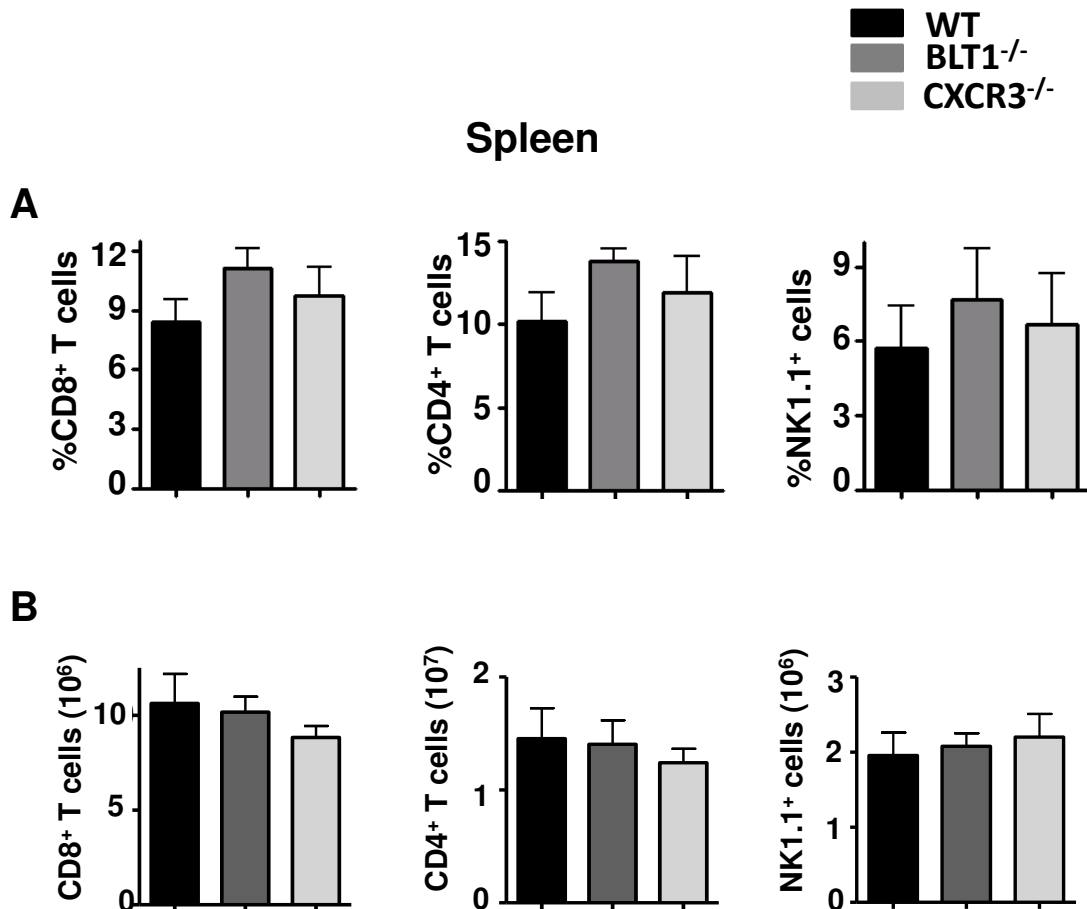 WT
BLT1-/-
CXCR3-/-
Spleen
A
%CD8+ T cells
12
9
6
3
0
%CD4+ T cells
15
10
5
0
%NK1.1+ cells
9
6
3
0
B
CD8+ T cells (10⁶)
10
5
0
CD4+ T cells (10⁷)
2
1
0
NK1.1+ cells (10⁶)
3
2
1
0